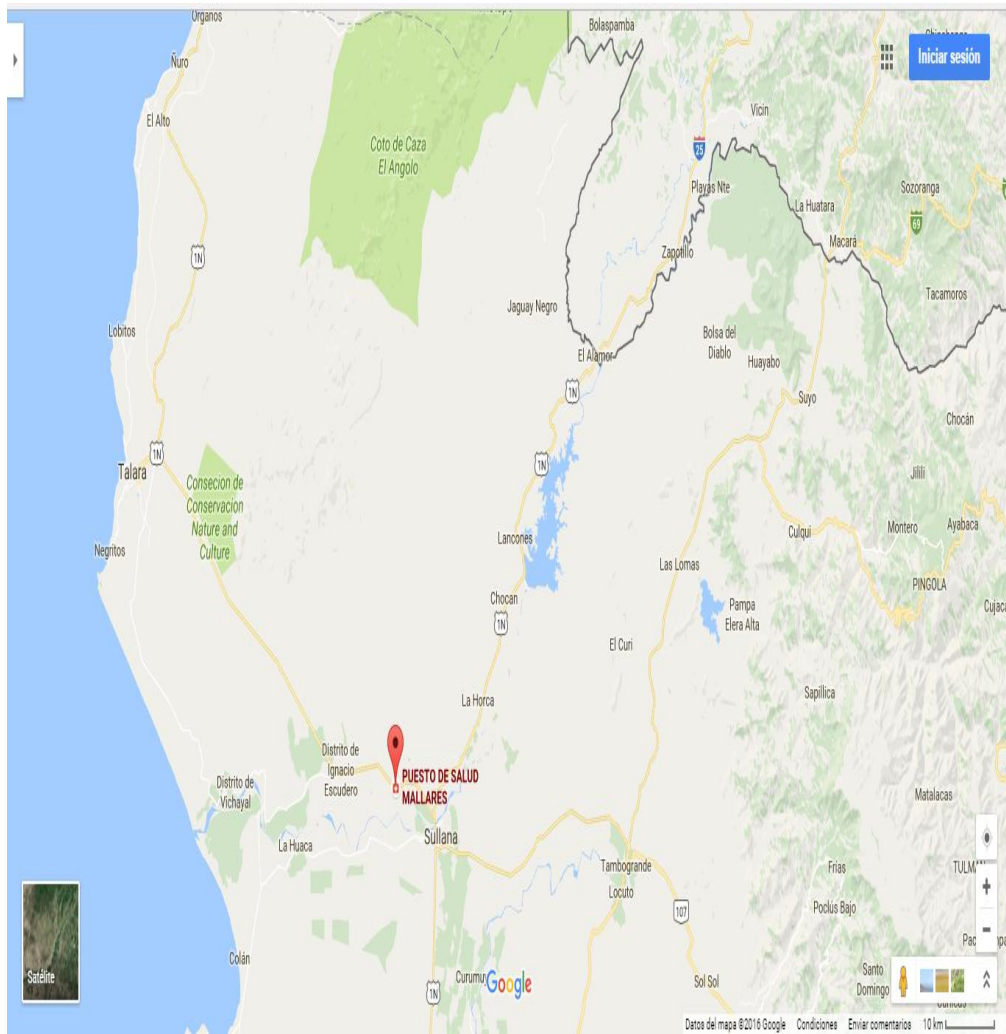 Organos
Bolaspamba
Iniciar sesión
Ñuro
El Alto
Coto de Caza
El Angolo
25
Vicin
Playas Nte
La Huatara
Sozoranga
69
Macará
1N
Zapotillo
Tacamoros
Jaguay Negro
Lobitos
Bolsa del
Diablo
El Alamor
Huayabo
1N
Suyo
Chocán
1N
Talara
1N
Jilili
Consecion de
Conservacion
Nature and
Culture
Culqui
Montero
Ayabaca
Lancones
Negritos
Las Lomas
PINGOLA
Chocan
Pampa
Elera Alta
1N
El Curi
Sapillica
La Horca
Distrito de
Ignacio
Escudero
PUESTO DE SALUD
MALLARES
Distrito de
Vichayal
Matalacas
La Huaca
Sullana
Tambogrande
Locuto
Frias
107
Poclús Bajo
Satélite
Colán
Santo
Domingo
Sol Sol
1N
Google
Datos del mapa ©2016 Google
Condiciones
Enviar comentarios
10 km